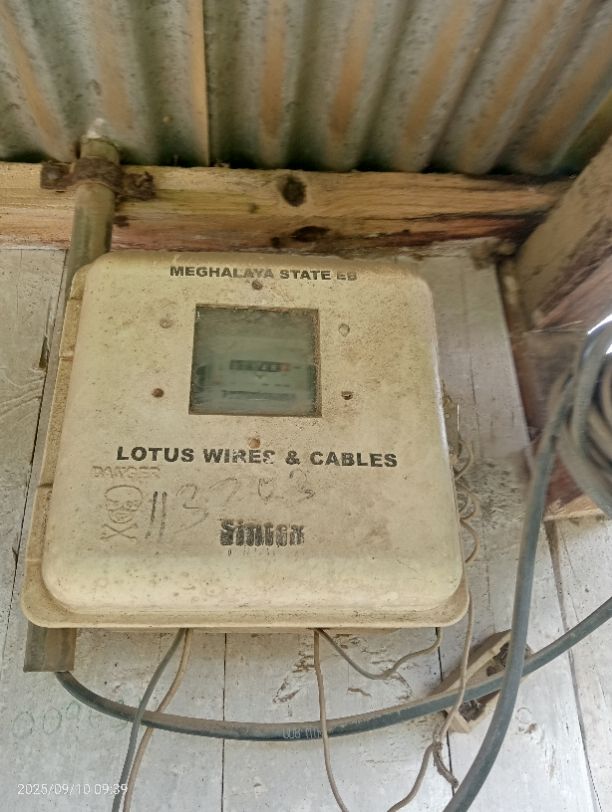 MEGHALAYA STATE EB
LOTUS WIRES & CABLES
DANGER
113203
Sintex
2025/09/10 09:39